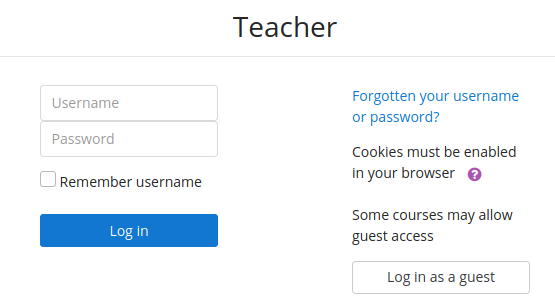 Teacher
Username
Password
Remember username
Log in
Forgotten your username
or password?
Cookies must be enabled
in your browser ?
Some courses may allow
guest access
Log in as a guest